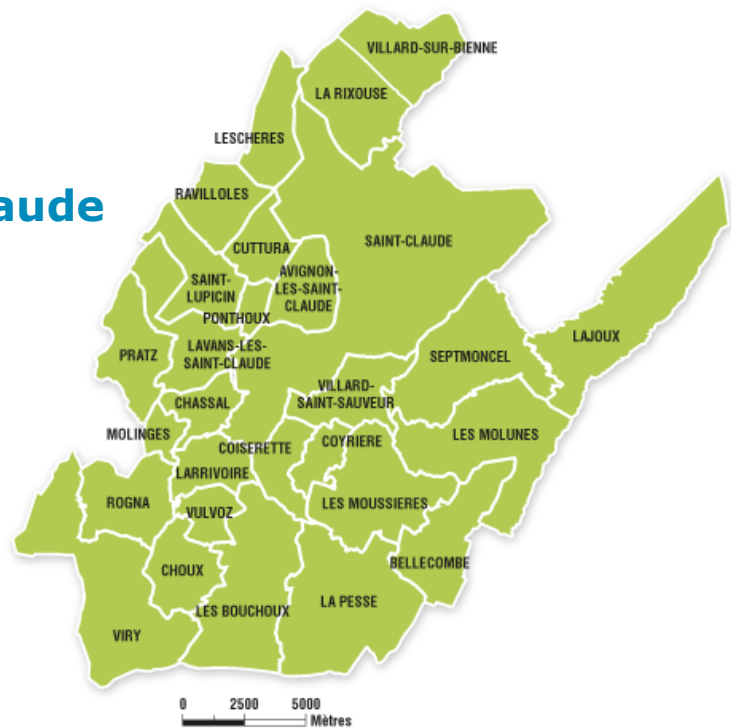 VILLARD-SUR-BIENNE
LA RIXOUSE
LESCHERES
RAVILLOLES
aude
CUTTURA
SAINT-CLAUDE
AVIGNON-
LES-SAINT-
CLAUDE
SAINT-
LUPICIN
PONTHOUX
LAJOUX
PRATZ
LAVANS-LES-
SAINT-CLAUDE
SEPTMONCEL
VILLARD-
SAINT-SAUVEUR
CHASSAL
MOLINGES
COISERETTE
COYRIERE
LES MOLUNES
LARRIVOIRE
ROGNA
VULVOZ
LES MOUSSIERES
CHOUX
BELLECOMBE
LES BOUCHOUX
LA PESSE
VIRY
0 2500 5000
Mètres